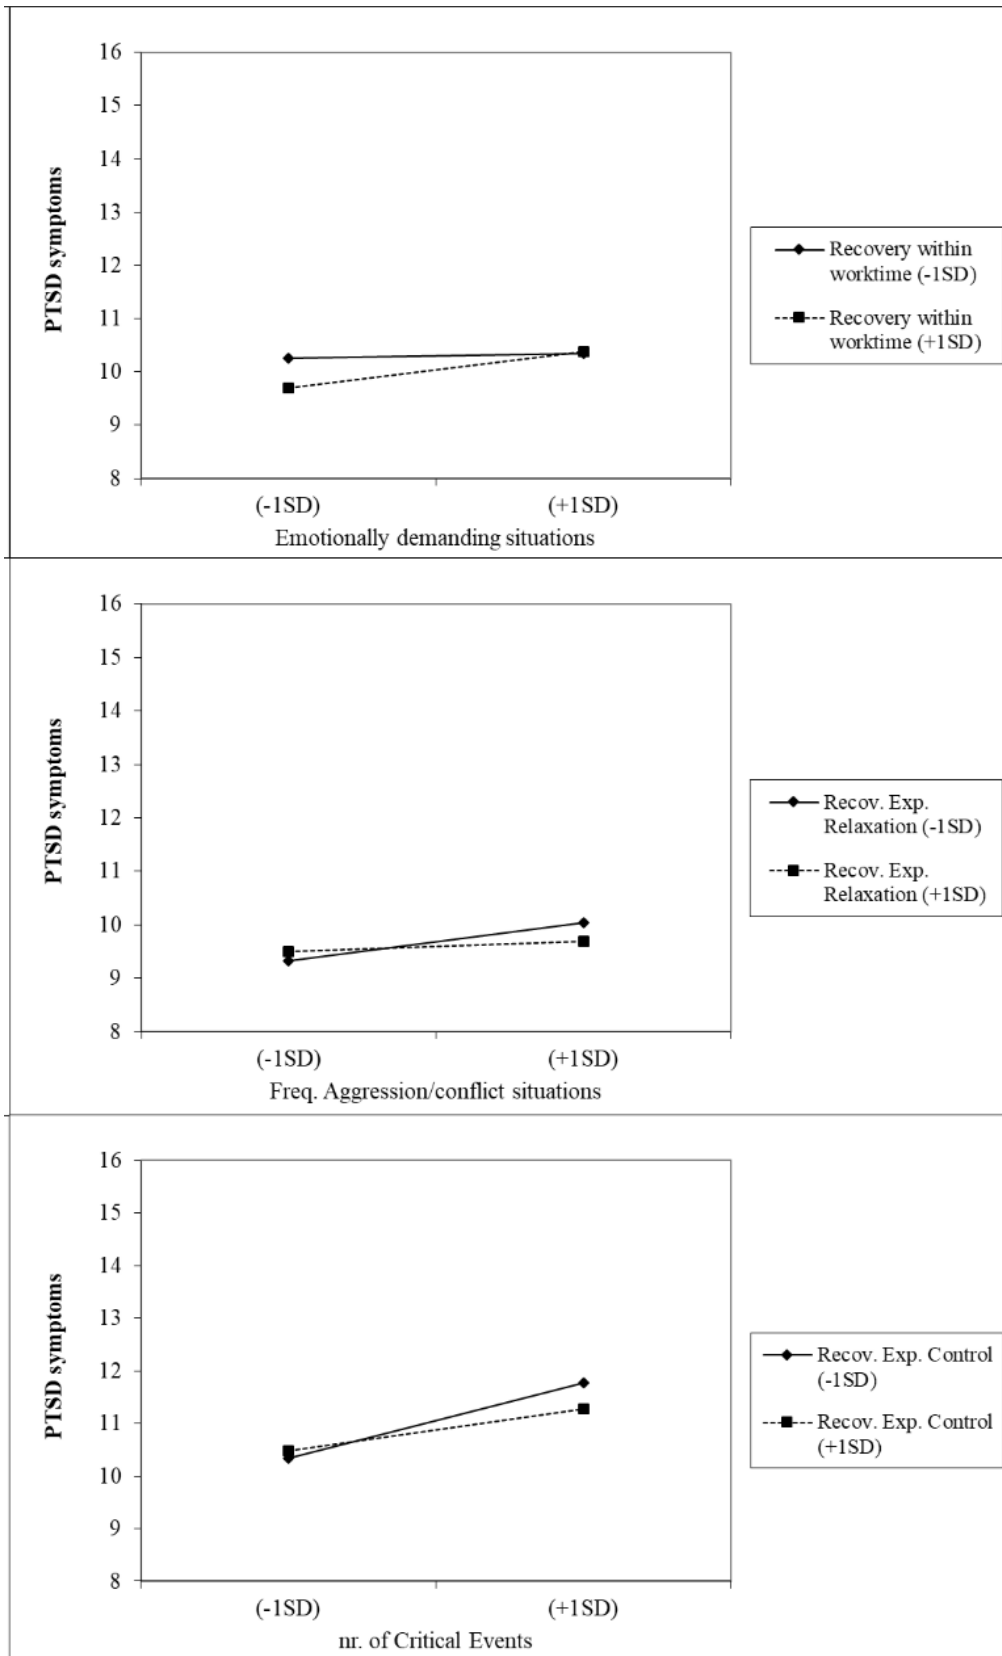 16
15
14
13
12
11
10
9
8
PTSD symptoms
(-1SD)
(+1SD)
Emotionally demanding situations
Recovery within
worktime (-1SD)
Recovery within
worktime (+1SD)
16
15
14
13
12
11
10
9
8
PTSD symptoms
(-1SD)
(+1SD)
Freq. Aggression/conflict situations
Recov. Exp.
Relaxation (-1SD)
Recov. Exp.
Relaxation (+1SD)
16
15
14
13
12
11
10
9
8
PTSD symptoms
(-1SD)
(+1SD)
nr. of Critical Events
Recov. Exp. Control
(-1SD)
Recov. Exp. Control
(+1SD)